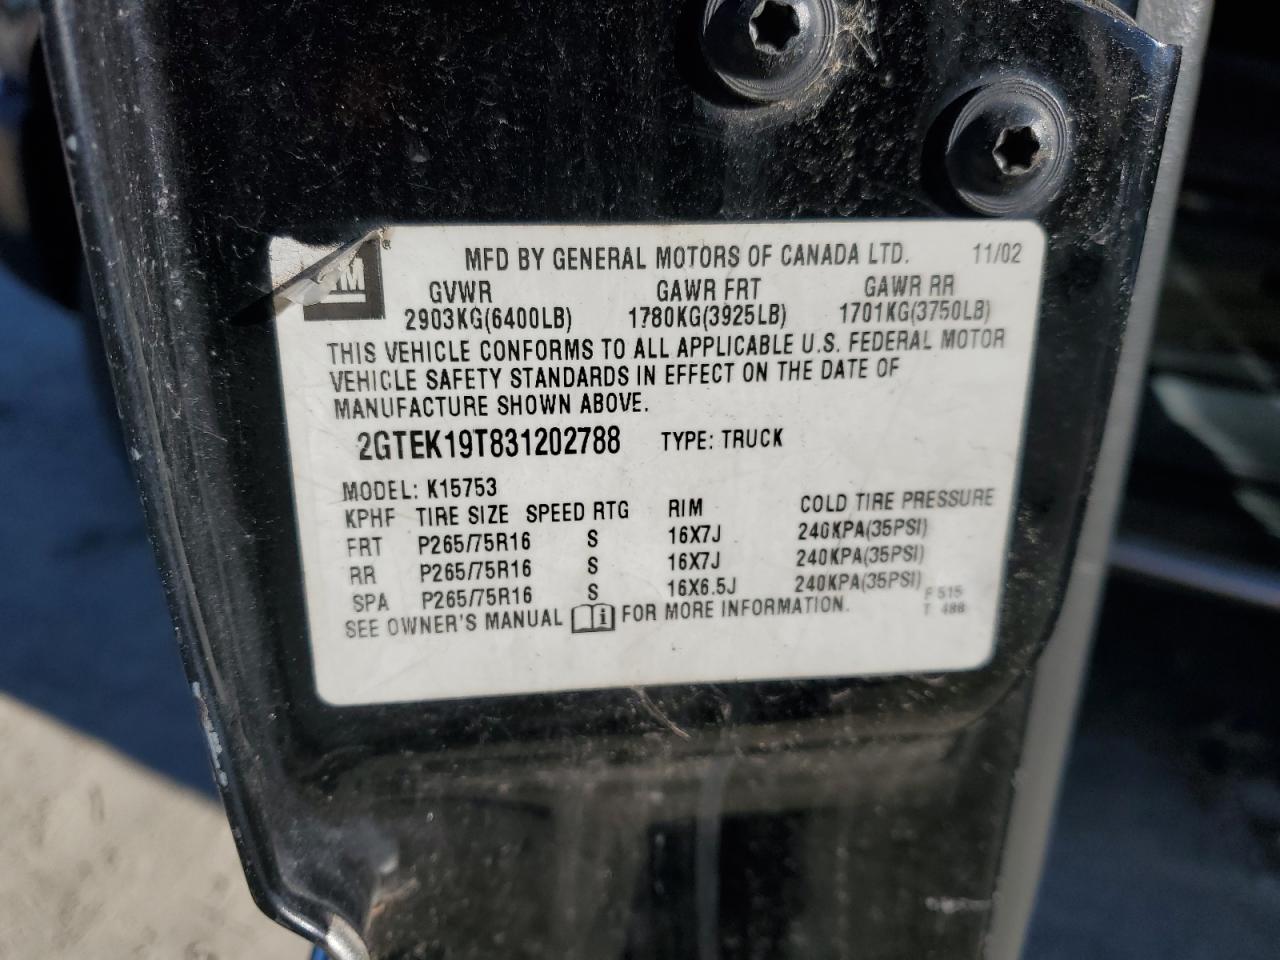 MFD BY GENERAL MOTORS OF CANADA LTD. 11/02
GVWR GAWR FRT GAWR RR
2903KG(6400LB) 1780KG(3925LB) 1701KG(3750LB)
THIS VEHICLE CONFORMS TO ALL APPLICABLE U.S. FEDERAL MOTOR
VEHICLE SAFETY STANDARDS IN EFFECT ON THE DATE OF
MANUFACTURE SHOWN ABOVE.
2GTEK19T831202788 TYPE: TRUCK
MODEL: K15753
KPHF TIRE SIZE SPEED RTG RIM COLD TIRE PRESSURE
FRT P265/75R16 S 16X7J 240KPA(35PSI)
RR P265/75R16 S 16X7J 240KPA(35PSI)
SPA P265/75R16 S 16X6.5J 240KPA(35PSI)
SEE OWNER'S MANUAL i FOR MORE INFORMATION.
F 515
T 488